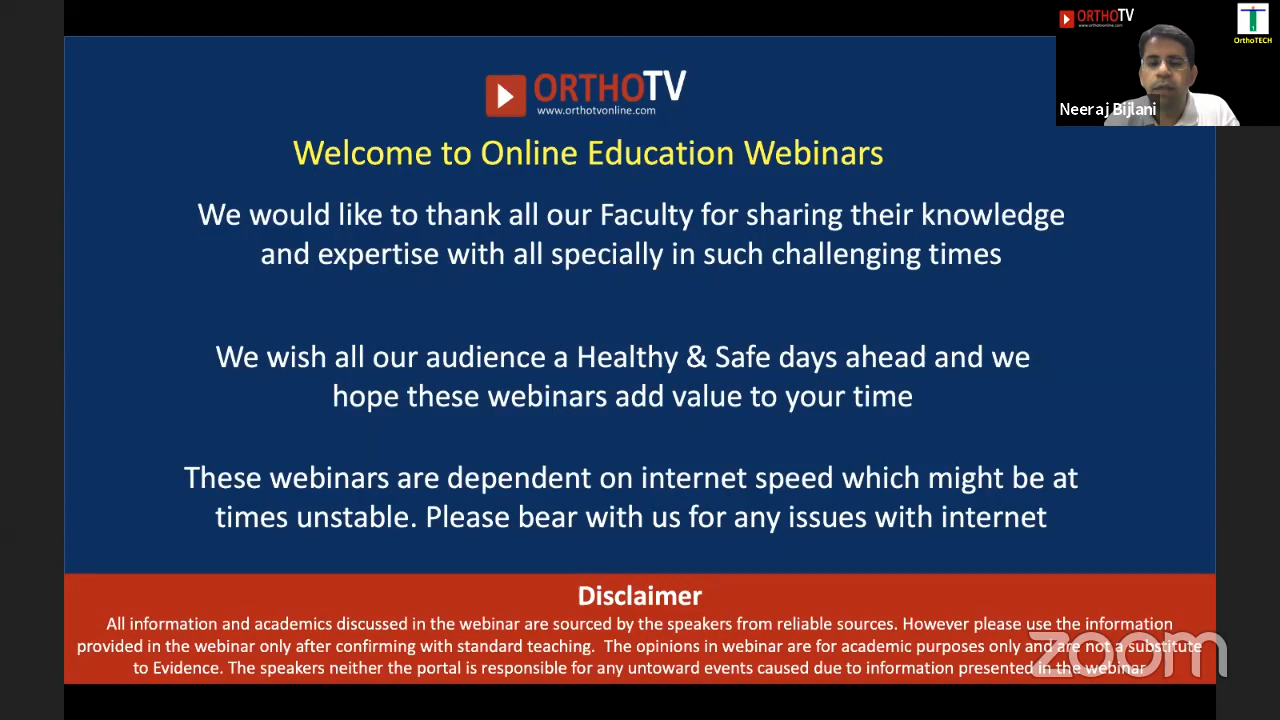 ORTHOTV
www.orthotvonline.com
OrthoTECH
Neeraj Bijlani
ORTHOTV
www.orthotvonline.com
Welcome to Online Education Webinars
We would like to thank all our Faculty for sharing their knowledge
and expertise with all specially in such challenging times
We wish all our audience a Healthy & Safe days ahead and we
hope these webinars add value to your time
These webinars are dependent on internet speed which might be at
times unstable. Please bear with us for any issues with internet
Disclaimer
All information and academics discussed in the webinar are sourced by the speakers from reliable sources. However please use the information
provided in the webinar only after confirming with standard teaching. The opinions in webinar are for academic purposes only and are not a substitute
to Evidence. The speakers neither the portal is responsible for any untoward events caused due to information presented in the webinar
zoom